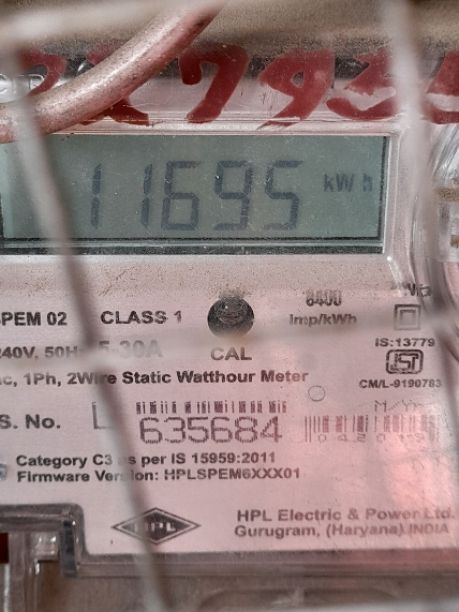 11695 kWh
SPEM 02 CLASS 1 6400 imp/kWh
240V, 50Hz 5-30A CAL IS:13779
ac, 1Ph, 2Wire Static Watthour Meter CM/L-9190783
S. No. 635684
Category C3 as per IS 15959:2011
Firmware Version: HPLSPEM6XXX01
HPL HPL Electric & Power Ltd.
Gurugram, (Haryana) INDIA